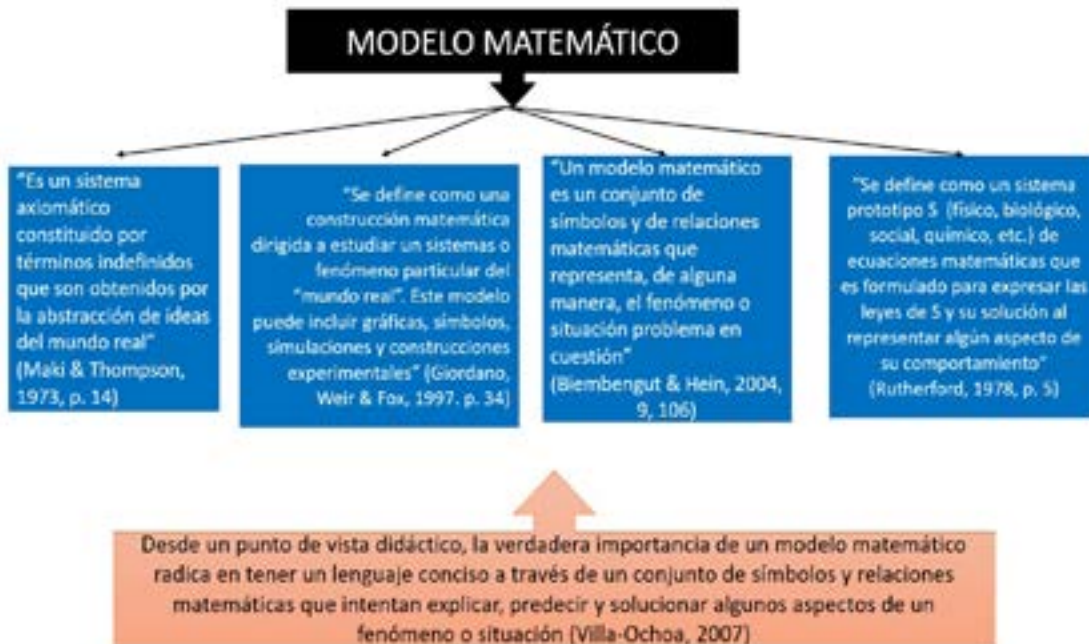 MODELO MATEMÁTICO
"Es un sistema
axiomático
constituido por
términos indefinidos
que son obtenidos por
la abstracción de ideas
del mundo real"
(Maki & Thompson,
1973, p. 14)
"Se define como una
construcción matemática
dirigida a estudiar un sistemas o
fenómeno particular del
"mundo real". Este modelo
puede incluir gráficas, símbolos,
simulaciones y construcciones
experimentales" (Giordano,
Weir & Fox, 1997. p. 34)
"Un modelo matemático
es un conjunto de
símbolos y de relaciones
matemáticas que
representa, de alguna
manera, el fenómeno o
situación problema en
cuestión"
(Biembengut & Hein, 2004,
9, 106)
"Se define como un sistema
prototipo S (físico, biológico,
social, químico, etc.) de
ecuaciones matemáticas que
es formulado para expresar las
leyes de S y su solución al
representar algún aspecto de
su comportamiento"
(Rutherford, 1978, p. 5)
Desde un punto de vista didáctico, la verdadera importancia de un modelo matemático
radica en tener un lenguaje conciso a través de un conjunto de símbolos y relaciones
matemáticas que intentan explicar, predecir y solucionar algunos aspectos de un
fenómeno o situación (Villa-Ochoa, 2007)